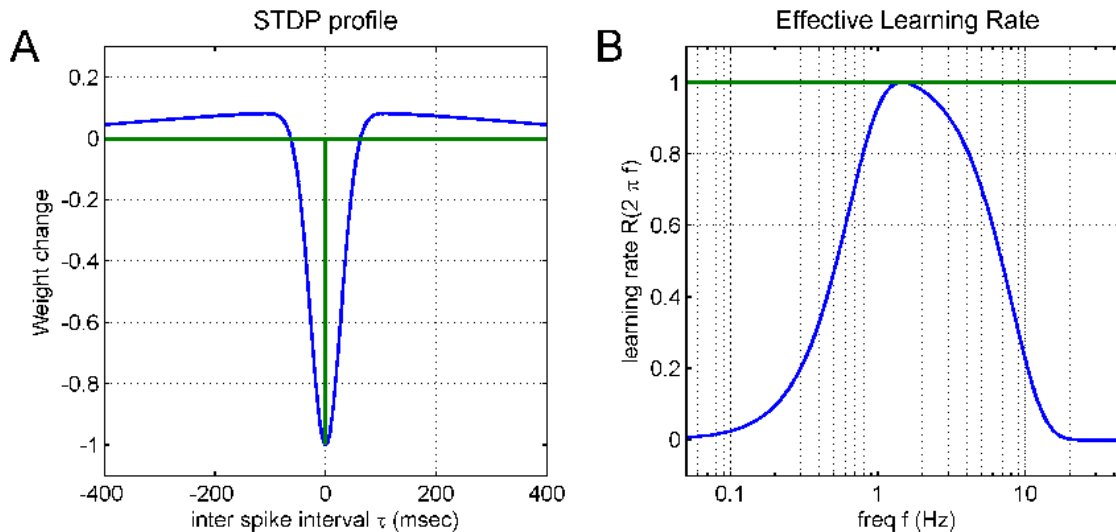 A
STDP profile
Weight change
0.2
0
-0.2
-0.4
-0.6
-0.8
-1
-400
-200
0
200
400
inter spike interval τ (msec)
B
Effective Learning Rate
learning rate R(2 π f)
1
0.8
0.6
0.4
0.2
0
0.1
1
10
freq f (Hz)